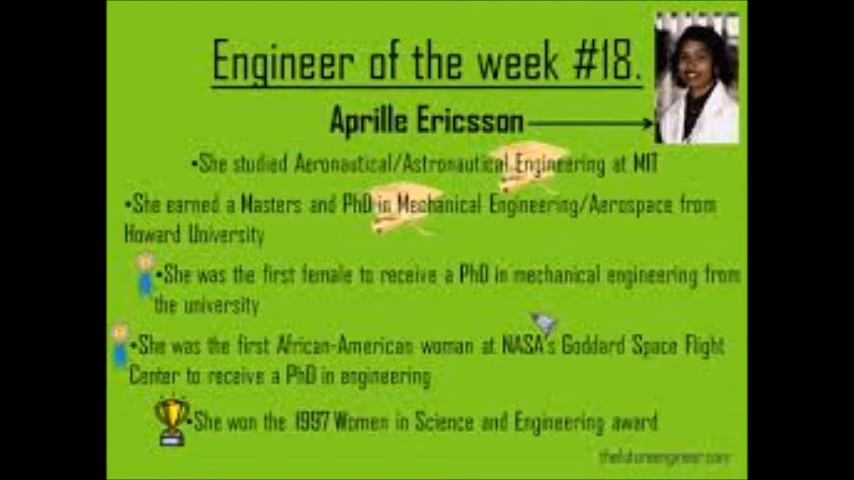 Engineer of the week #18.
Aprille Ericsson
•She studied Aeronautical/Astronautical Engineering at MIT
•She earned a Masters and PhD in Mechanical Engineering/Aerospace from
Howard University
•She was the first female to receive a PhD in mechanical engineering from
the university
•She was the first African-American woman at NASA's Goddard Space Flight
Center to receive a PhD in engineering
•She won the 1997 Women in Science and Engineering award
thefutureengineer.com